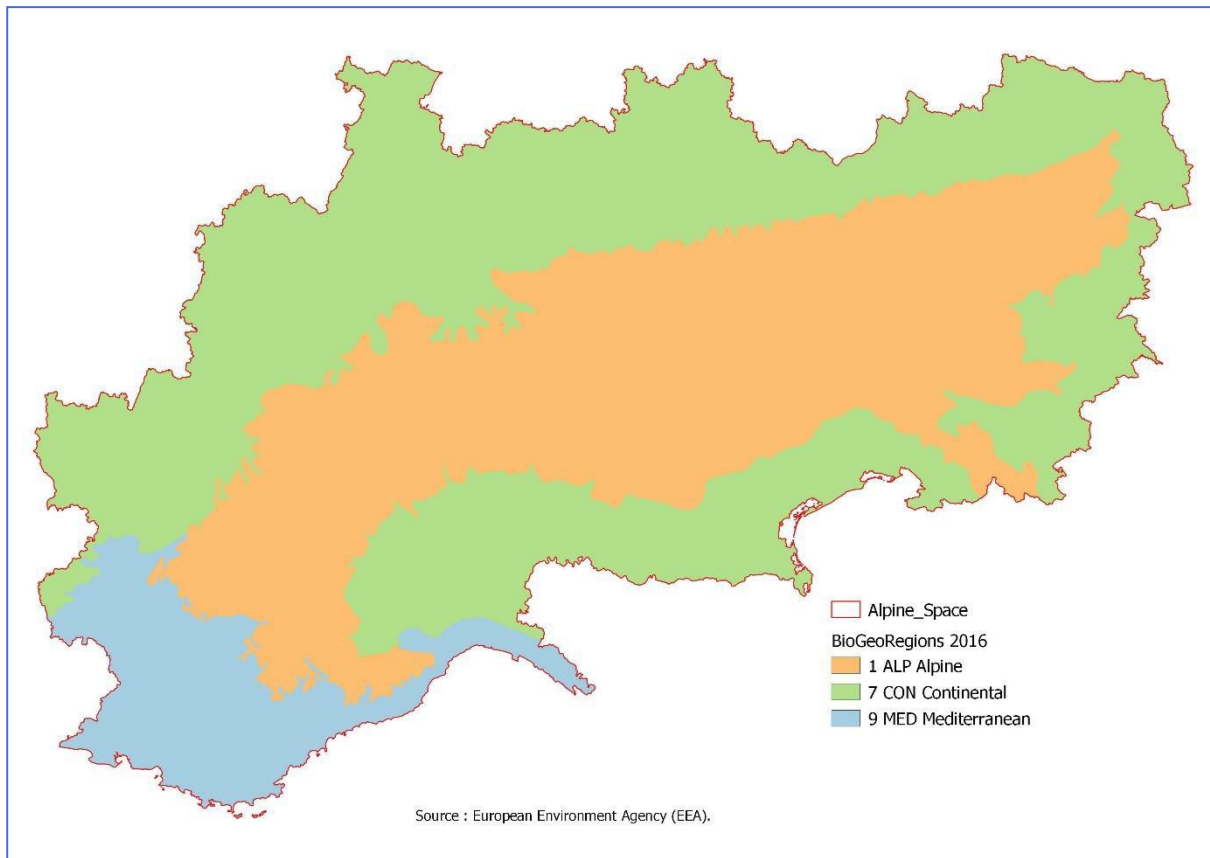 Alpine_Space
BioGeoRegions 2016
1 ALP Alpine
7 CON Continental
9 MED Mediterranean
Source : European Environment Agency (EEA).